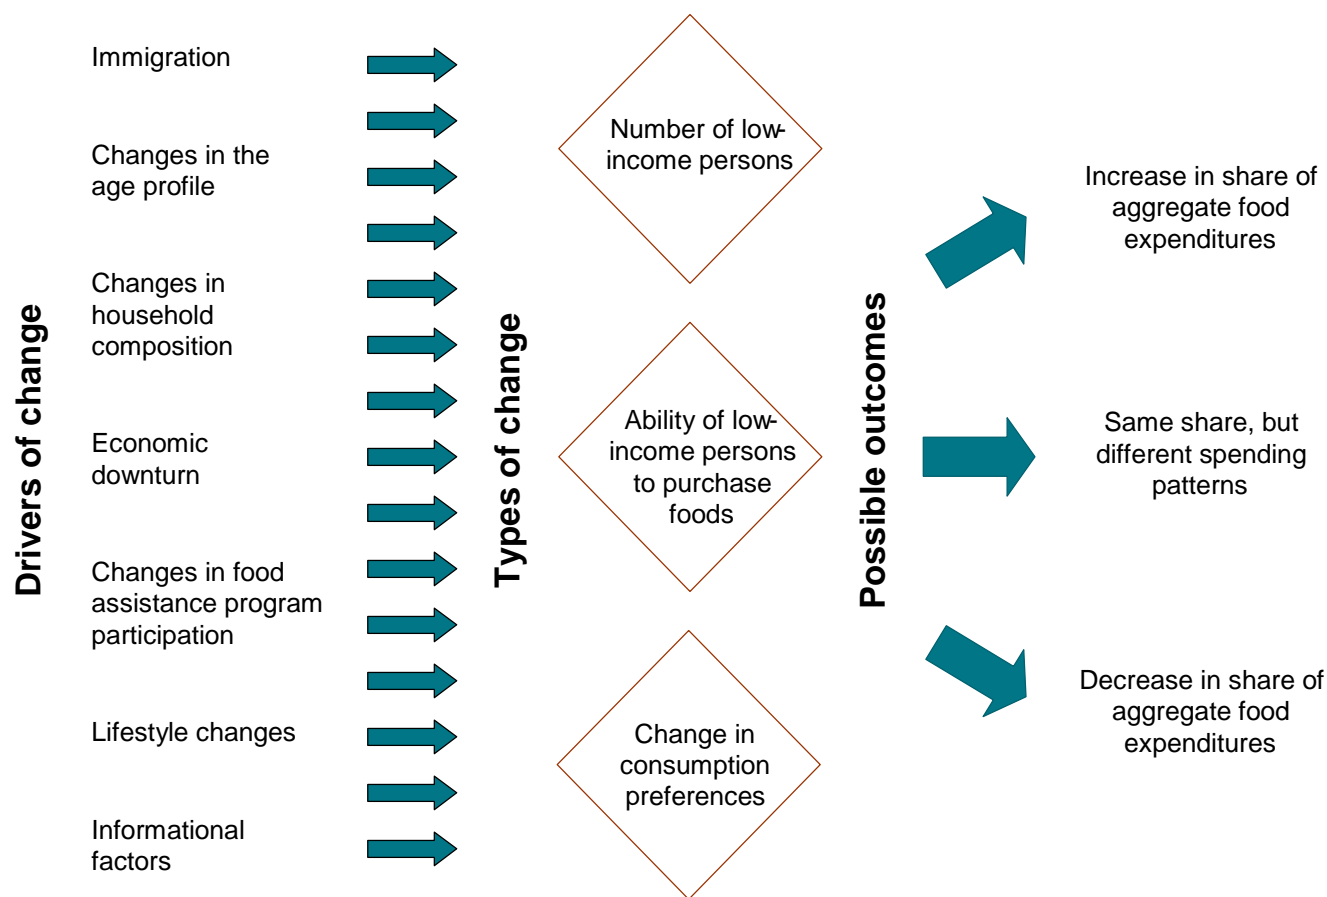 Drivers of change
Immigration
Changes in the
age profile
Changes in
household
composition
Economic
downturn
Changes in food
assistance program
participation
Lifestyle changes
Informational
factors
Types of change
Number of low-
income persons
Ability of low-
income persons
to purchase
foods
Change in
consumption
preferences
Possible outcomes
Increase in share of
aggregate food
expenditures
Same share, but
different spending
patterns
Decrease in share of
aggregate food
expenditures